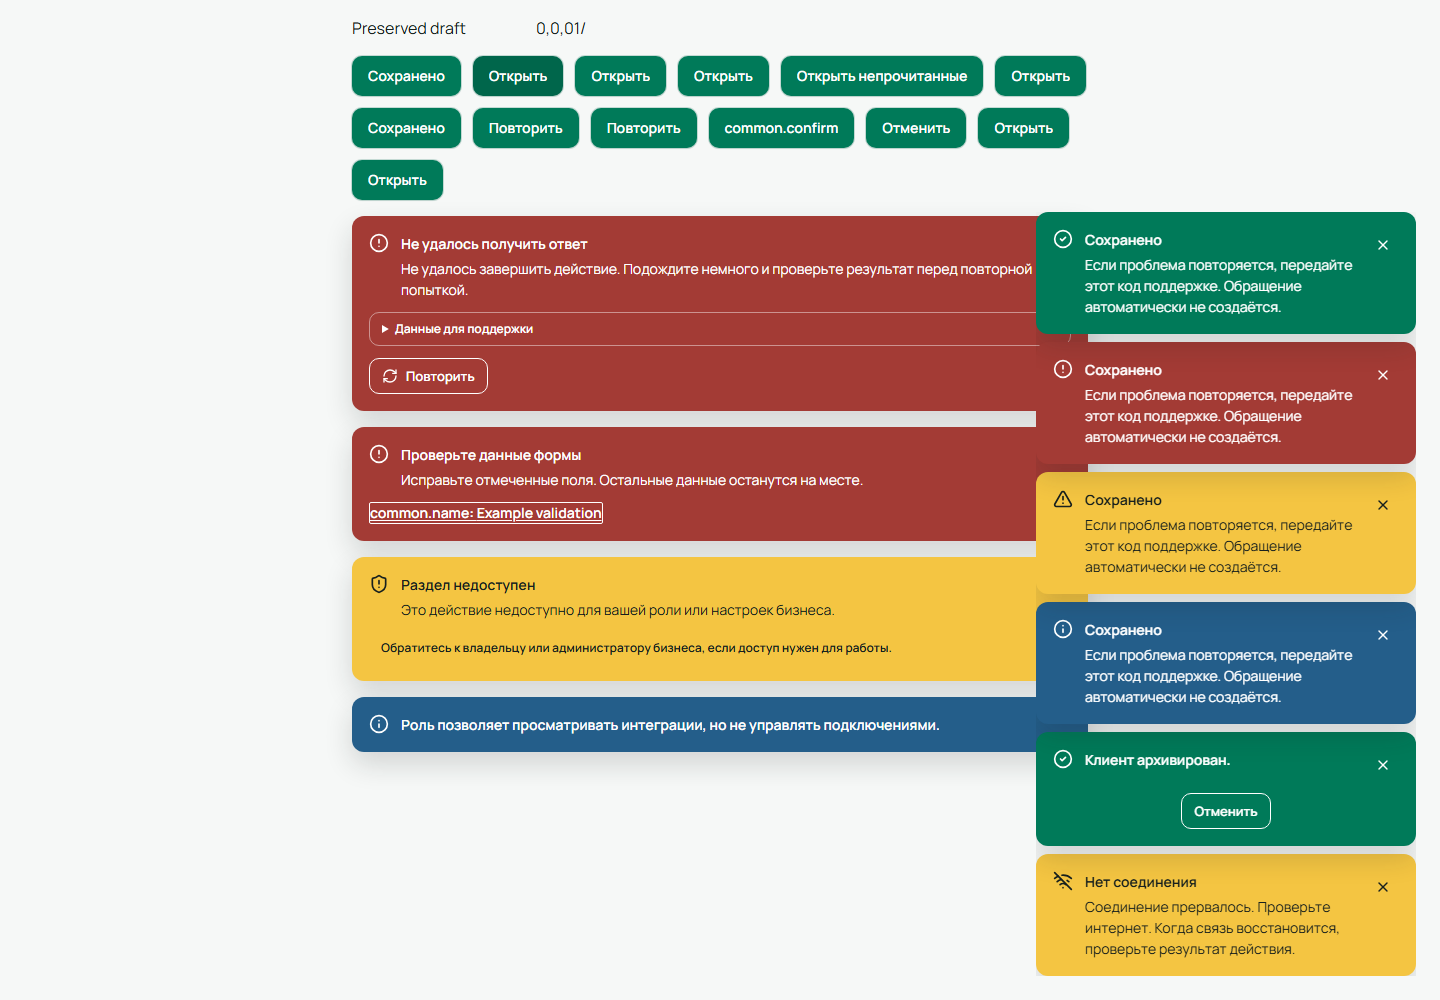 Preserved draft 0,0,01/
Сохранено Открыть Открыть Открыть Открыть непрочитанные Открыть
Сохранено Повторить Повторить common.confirm Отменить Открыть
Открыть
Не удалось получить ответ
Не удалось завершить действие. Подождите немного и проверьте результат перед повторной
попыткой.
Данные для поддержки
Повторить
Проверьте данные формы
Исправьте отмеченные поля. Остальные данные останутся на месте.
common.name: Example validation
Раздел недоступен
Это действие недоступно для вашей роли или настроек бизнеса.
Обратитесь к владельцу или администратору бизнеса, если доступ нужен для работы.
Роль позволяет просматривать интеграции, но не управлять подключениями.
Сохранено
Если проблема повторяется, передайте
этот код поддержке. Обращение
автоматически не создаётся.
Сохранено
Если проблема повторяется, передайте
этот код поддержке. Обращение
автоматически не создаётся.
Сохранено
Если проблема повторяется, передайте
этот код поддержке. Обращение
автоматически не создаётся.
Сохранено
Если проблема повторяется, передайте
этот код поддержке. Обращение
автоматически не создаётся.
Клиент архивирован.
Отменить
Нет соединения
Соединение прервалось. Проверьте
интернет. Когда связь восстановится,
проверьте результат действия.